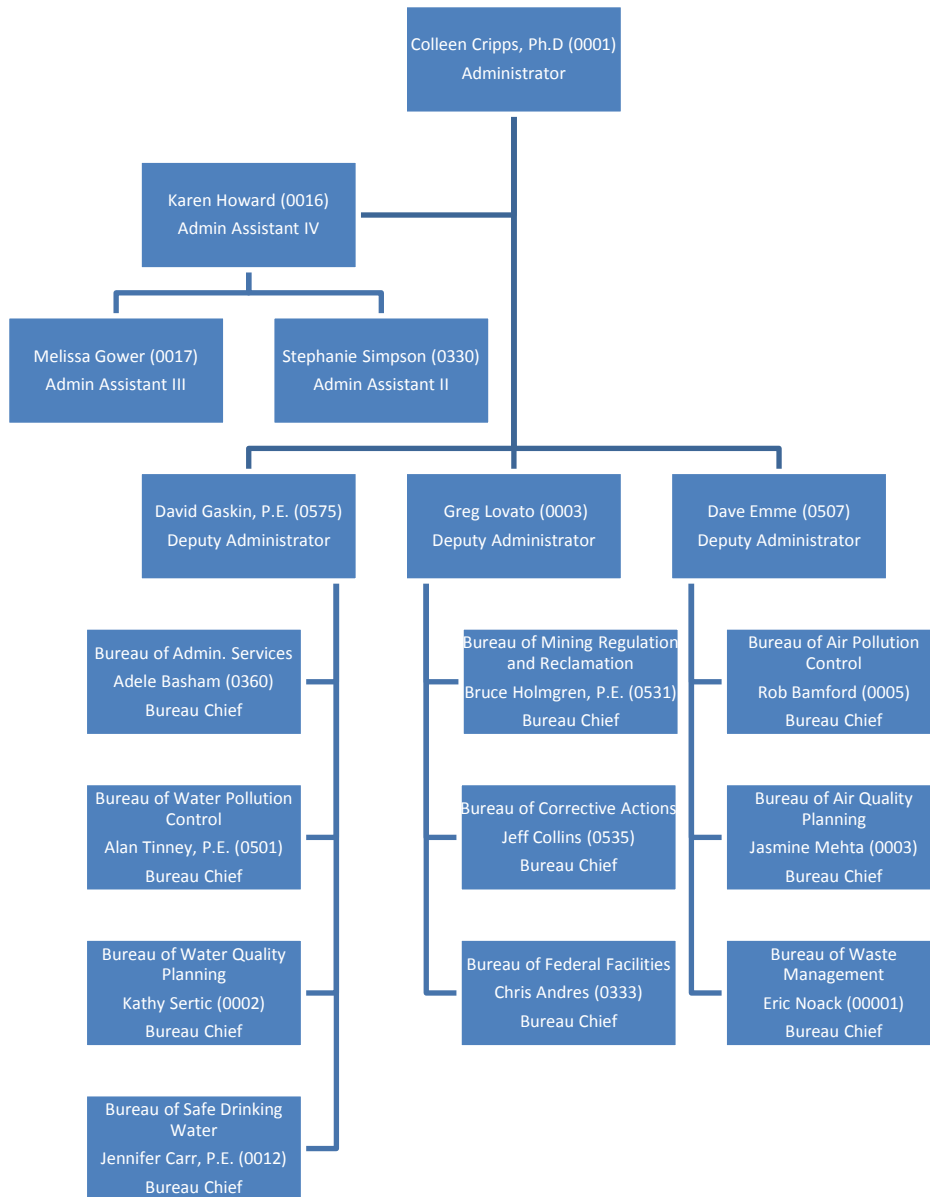 Colleen Cripps, Ph.D (0001)
Administrator
Karen Howard (0016)
Admin Assistant IV
Melissa Gower (0017)
Admin Assistant III
Stephanie Simpson (0330)
Admin Assistant II
David Gaskin, P.E. (0575)
Deputy Administrator
Greg Lovato (0003)
Deputy Administrator
Dave Emme (0507)
Deputy Administrator
Bureau of Admin. Services
Adele Basham (0360)
Bureau Chief
Bureau of Water Pollution
Control
Alan Tinney, P.E. (0501)
Bureau Chief
Bureau of Water Quality
Planning
Kathy Sertic (0002)
Bureau Chief
Bureau of Safe Drinking
Water
Jennifer Carr, P.E. (0012)
Bureau Chief
Bureau of Mining Regulation
and Reclamation
Bruce Holmgren, P.E. (0531)
Bureau Chief
Bureau of Corrective Actions
Jeff Collins (0535)
Bureau Chief
Bureau of Federal Facilities
Chris Andres (0333)
Bureau Chief
Bureau of Air Pollution
Control
Rob Bamford (0005)
Bureau Chief
Bureau of Air Quality
Planning
Jasmine Mehta (0003)
Bureau Chief
Bureau of Waste
Management
Eric Noack (00001)
Bureau Chief